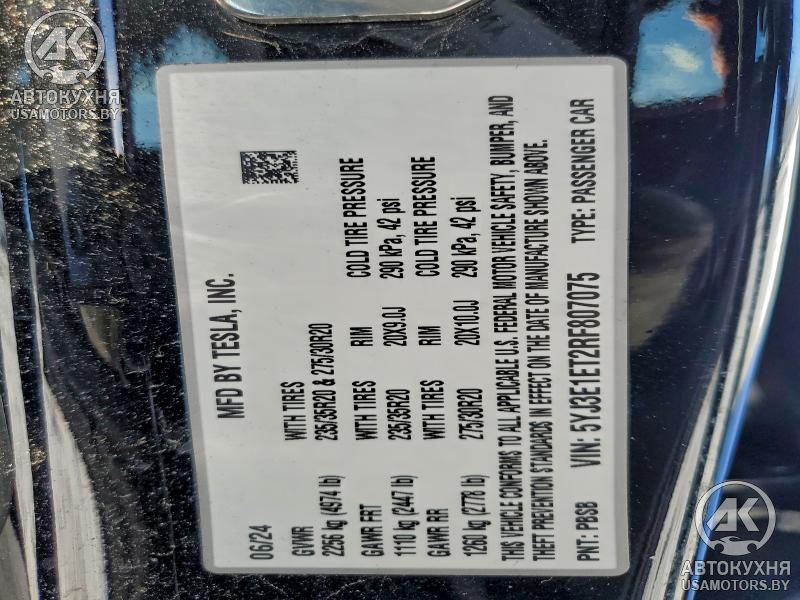 MFD BY TESLA, INC.
06/24
GVWR WITH TIRES
2256 kg (4974 lb) 235/35R20 & 275/30R20
GAWR FRT WITH TIRES RIM COLD TIRE PRESSURE
1110 kg (2447 lb) 235/35R20 20X9.0J 290 kPa, 42 psi
GAWR RR WITH TIRES RIM COLD TIRE PRESSURE
1260 kg (2778 lb) 275/30R20 20X10.0J 290 kPa, 42 psi
THIS VEHICLE CONFORMS TO ALL APPLICABLE U.S. FEDERAL MOTOR VEHICLE SAFETY, BUMPER, AND
THEFT PREVENTION STANDARDS IN EFFECT ON THE DATE OF MANUFACTURE SHOWN ABOVE.
PNT: PBSB VIN: 5YJ3E1ET2RF807075 TYPE: PASSENGER CAR
АК
АВТОКУХНЯ
USAMOTORS.BY
АК
АВТОКУХНЯ
USAMOTORS.BY